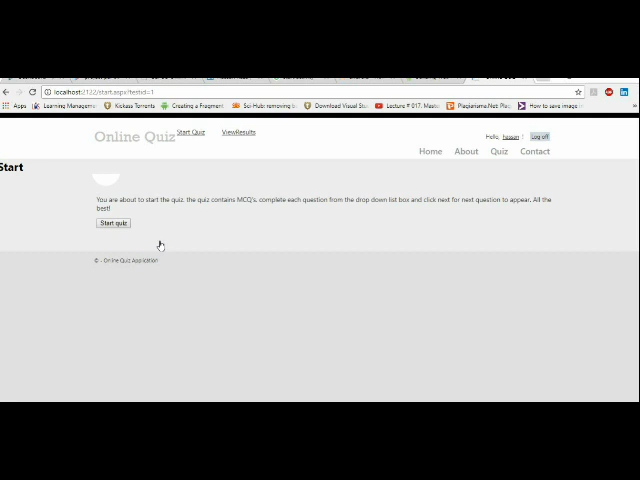 localhost:2122/start.aspx?testid=1
Apps Learning Manageme Kickass Torrents Creating a Fragment Sci-Hub: removing b Download Visual Stu Lecture # 017. Mast Plagiarisma.Net: Pla How to save image
Online Quiz Start Quiz ViewResults
Hello, hassan ! Log off
Home About Quiz Contact
Start
You are about to start the quiz. the quiz contains MCQ's. complete each question from the drop down list box and click next for next question to appear. All the
best!
Start quiz
© - Online Quiz Application